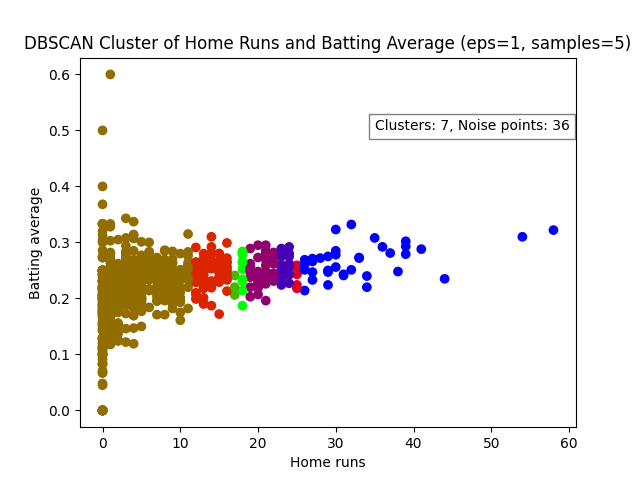 DBSCAN Cluster of Home Runs and Batting Average (eps=1, samples=5)
Clusters: 7, Noise points: 36
0.6
0.5
0.4
0.3
0.2
0.1
0.0
Batting average
0 10 20 30 40 50 60
Home runs